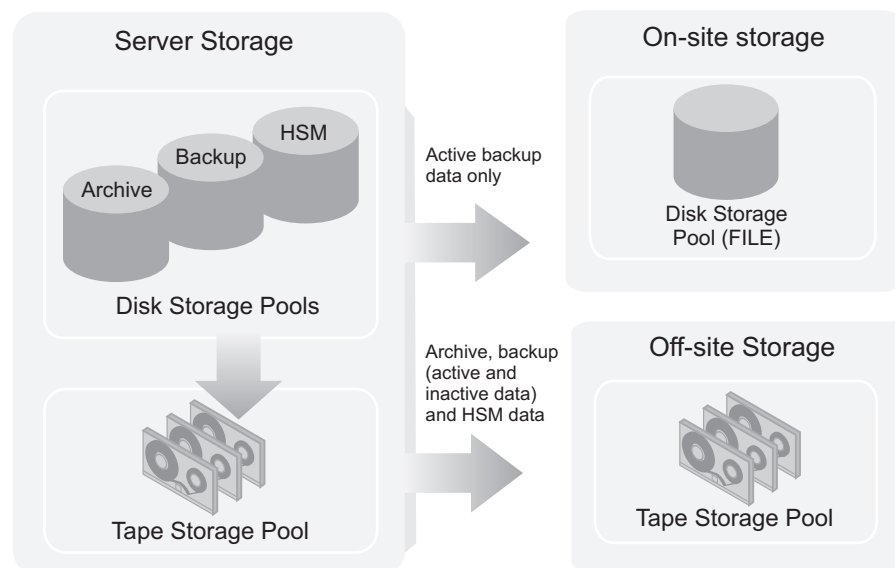 Server Storage
HSM
Backup
Archive
Disk Storage Pools
Tape Storage Pool
Active backup
data only
Archive, backup
(active and
inactive data)
and HSM data
On-site storage
Disk Storage
Pool (FILE)
Off-site Storage
Tape Storage Pool